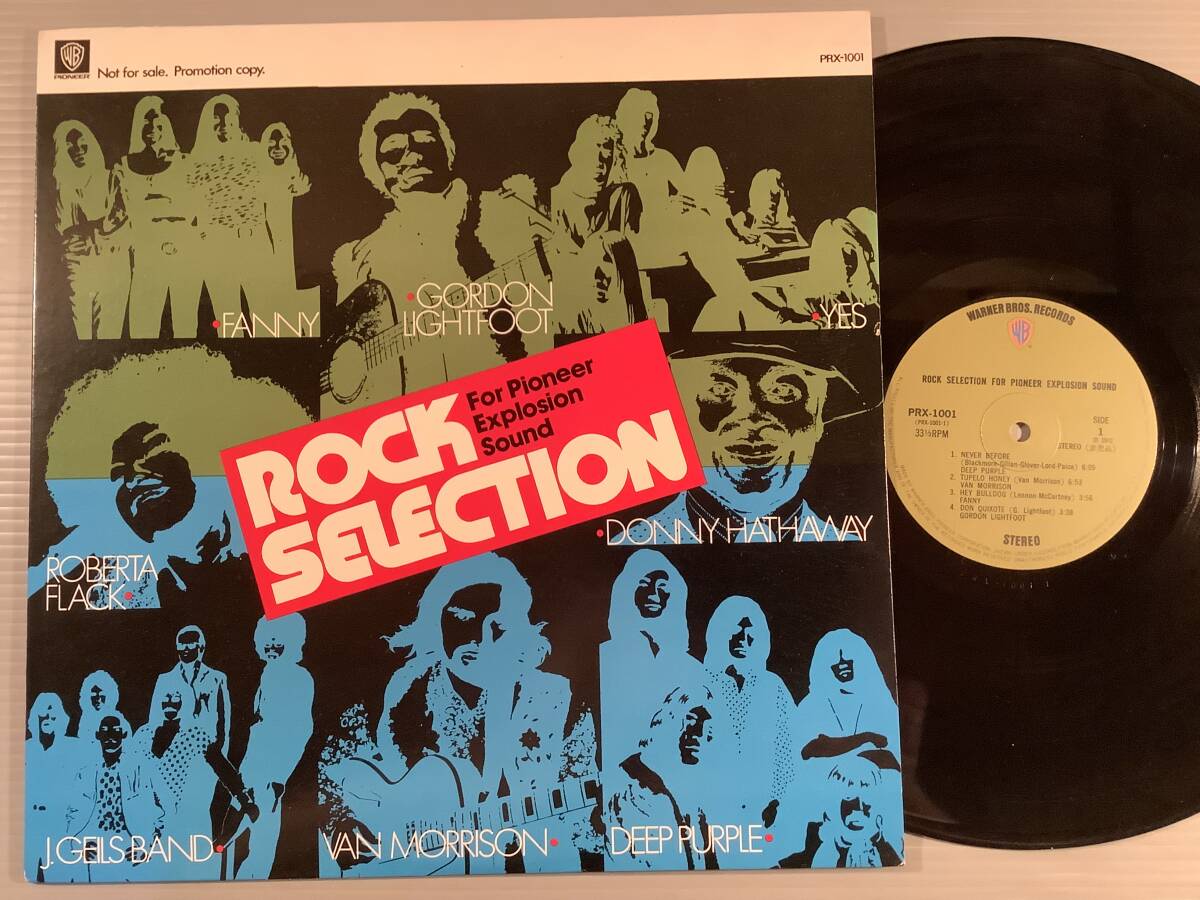 WB
PIONEER
Not for sale. Promotion copy.
PRX-1001
•FANNY
•GORDON
LIGHTFOOT
•YES
ROCK
SELECTION
For Pioneer
Explosion
Sound
ROBERTA
FLACK•
•DONNY HATHAWAY
J.GEILS BAND•
VAN MORRISON•
DEEP PURPLE•
WARNER BROS. RECORDS
WB
ROCK SELECTION FOR PIONEER EXPLOSION SOUND
PRX-1001
(PRX-1001-1)
33⅓RPM
SIDE
1
STEREO
1. NEVER BEFORE
(Blackmore-Gillan-Glover-Lord-Paice) 6:05
DEEP PURPLE
2. TUPELO HONEY (Van Morrison) 6:53
VAN MORRISON
3. HEY BULLDOG (Lennon-McCartney) 3:56
FANNY
4. DON QUIXOTE (G. Lightfoot) 3:38
GORDON LIGHTFOOT
STEREO